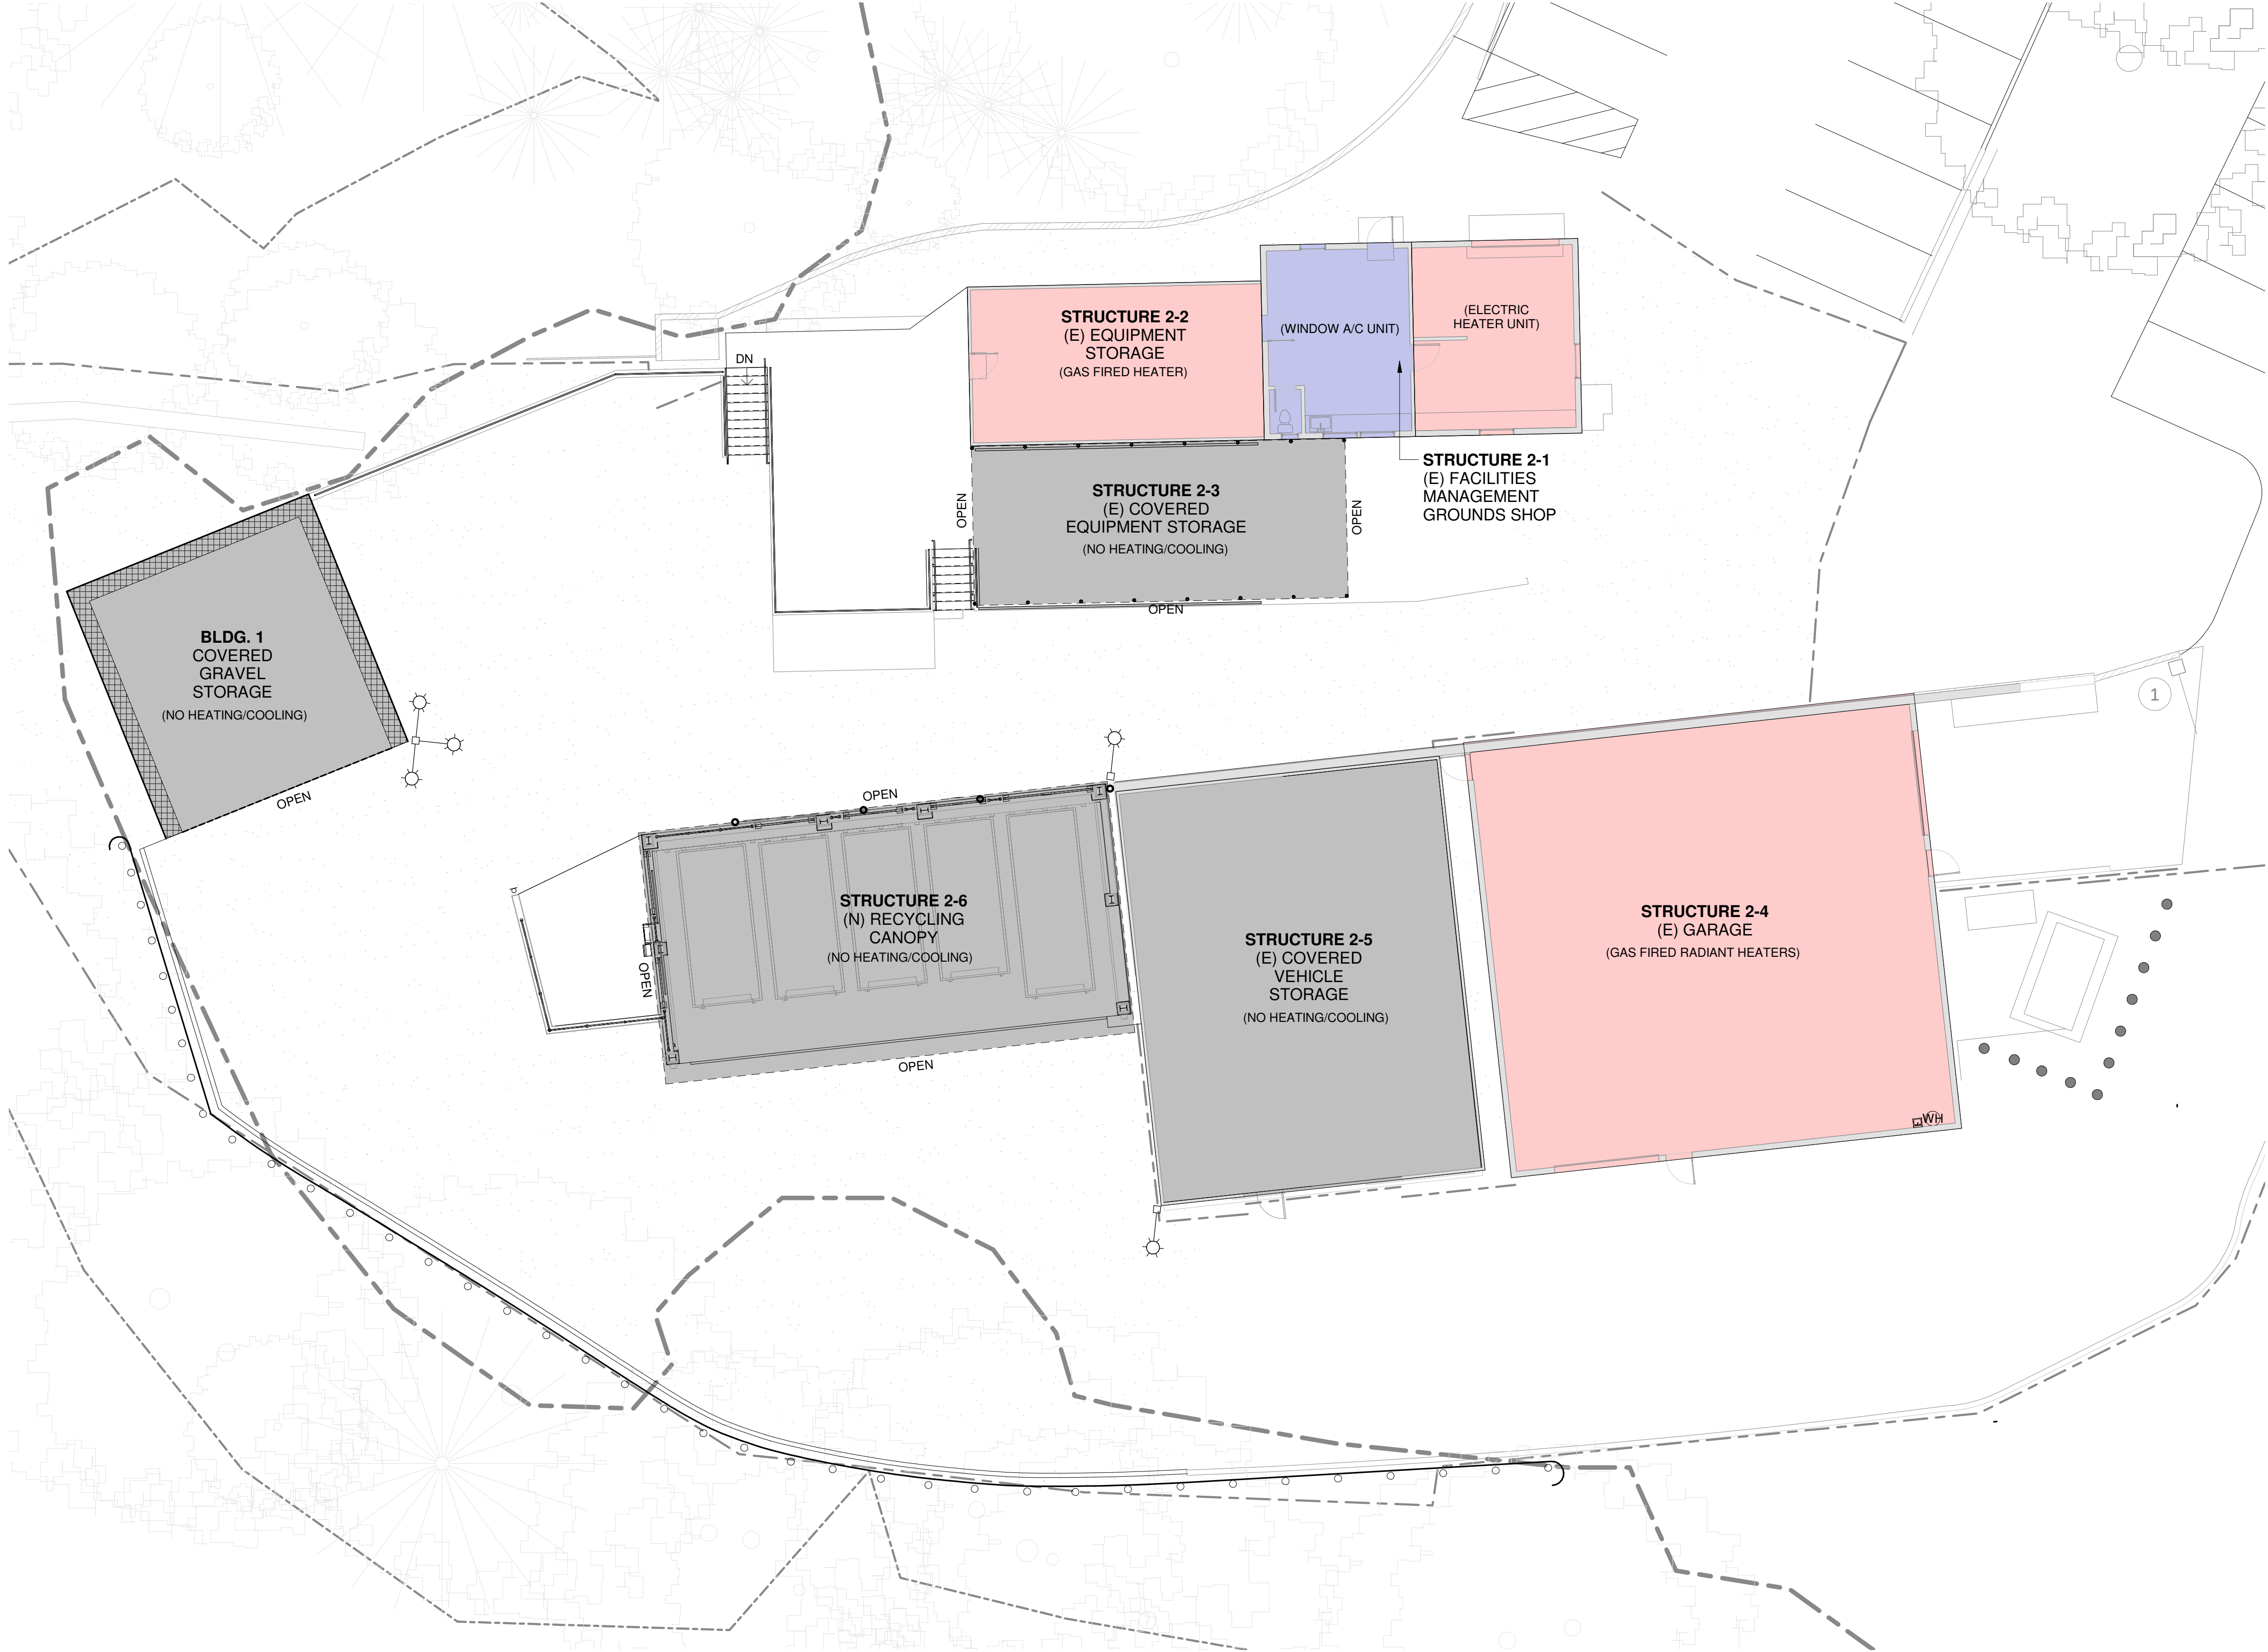 STRUCTURE 2-2
(E) EQUIPMENT
STORAGE
(GAS FIRED HEATER)
(WINDOW A/C UNIT)
(ELECTRIC
HEATER UNIT)
DN
STRUCTURE 2-1
(E) FACILITIES
MANAGEMENT
GROUNDS SHOP
STRUCTURE 2-3
(E) COVERED
EQUIPMENT STORAGE
(NO HEATING/COOLING)
OPEN
OPEN
OPEN
BLDG. 1
COVERED
GRAVEL
STORAGE
(NO HEATING/COOLING)
OPEN
1
OPEN
STRUCTURE 2-6
(N) RECYCLING
CANOPY
(NO HEATING/COOLING)
OPEN
OPEN
STRUCTURE 2-5
(E) COVERED
VEHICLE
STORAGE
(NO HEATING/COOLING)
STRUCTURE 2-4
(E) GARAGE
(GAS FIRED RADIANT HEATERS)
WH